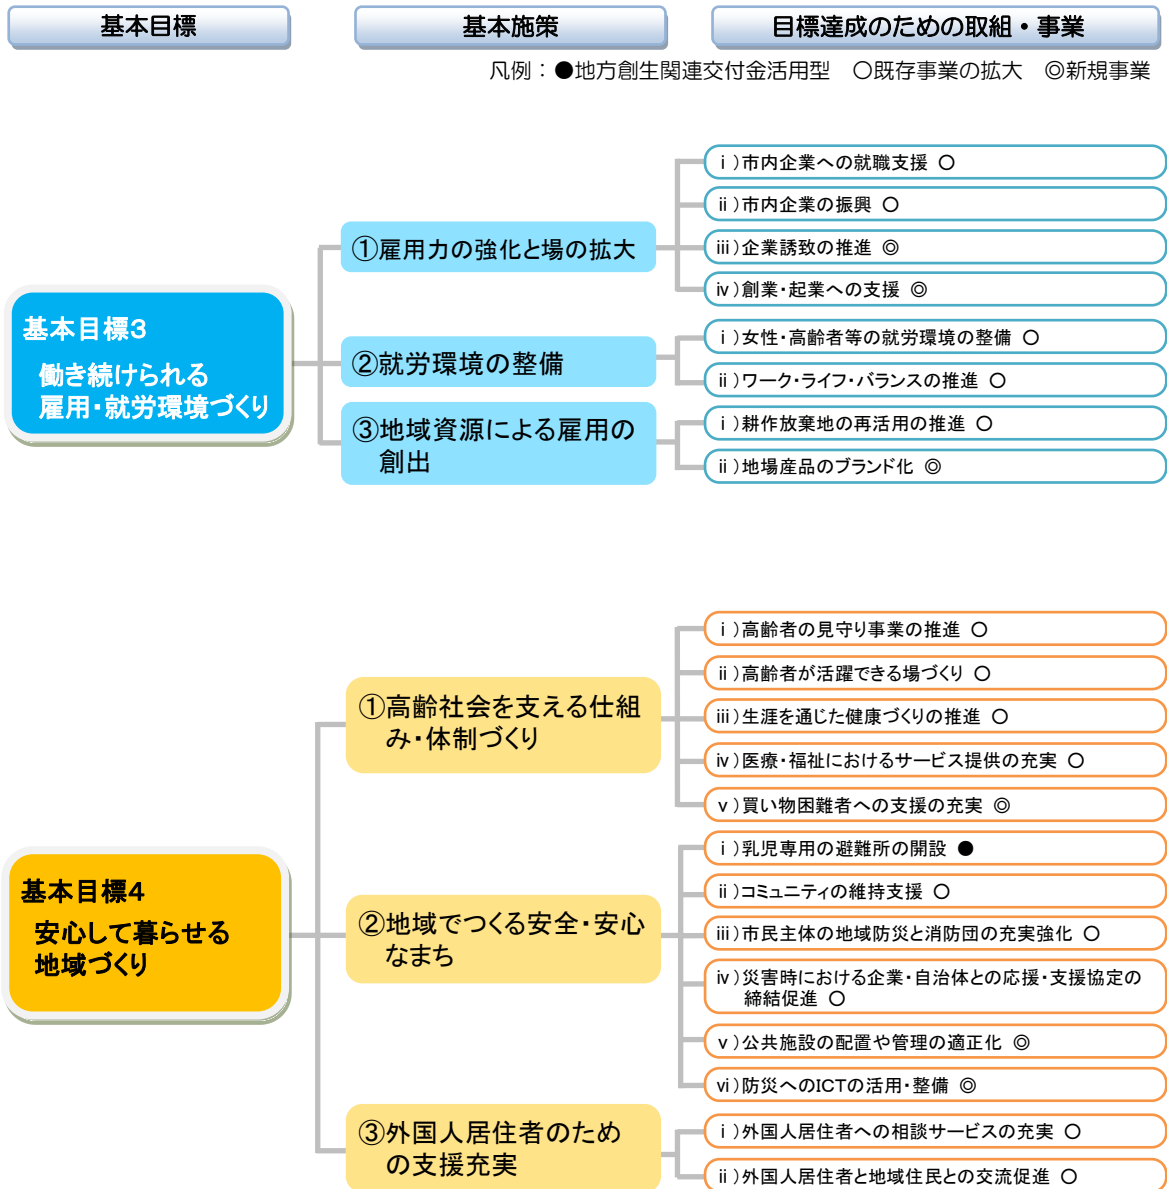 基本目標
基本施策
目標達成のための取組・事業
凡例：●地方創生関連交付金活用型　○既存事業の拡大　◎新規事業
基本目標3
働き続けられる
雇用・就労環境づくり
①雇用力の強化と場の拡大
ⅰ)市内企業への就職支援 ○
ⅱ)市内企業の振興 ○
ⅲ)企業誘致の推進 ◎
ⅳ)創業・起業への支援 ◎
②就労環境の整備
ⅰ)女性・高齢者等の就労環境の整備 ○
ⅱ)ワーク・ライフ・バランスの推進 ○
③地域資源による雇用の
創出
ⅰ)耕作放棄地の再活用の推進 ○
ⅱ)地場産品のブランド化 ◎
基本目標4
安心して暮らせる
地域づくり
①高齢社会を支える仕組
み・体制づくり
ⅰ)高齢者の見守り事業の推進 ○
ⅱ)高齢者が活躍できる場づくり ○
ⅲ)生涯を通じた健康づくりの推進 ○
ⅳ)医療・福祉におけるサービス提供の充実 ○
ⅴ)買い物困難者への支援の充実 ◎
②地域でつくる安全・安心
なまち
ⅰ)乳児専用の避難所の開設 ●
ⅱ)コミュニティの維持支援 ○
ⅲ)市民主体の地域防災と消防団の充実強化 ○
ⅳ)災害時における企業・自治体との応援・支援協定の
締結促進 ○
ⅴ)公共施設の配置や管理の適正化 ◎
ⅵ)防災へのICTの活用・整備 ◎
③外国人居住者のため
の支援充実
ⅰ)外国人居住者への相談サービスの充実 ○
ⅱ)外国人居住者と地域住民との交流促進 ○